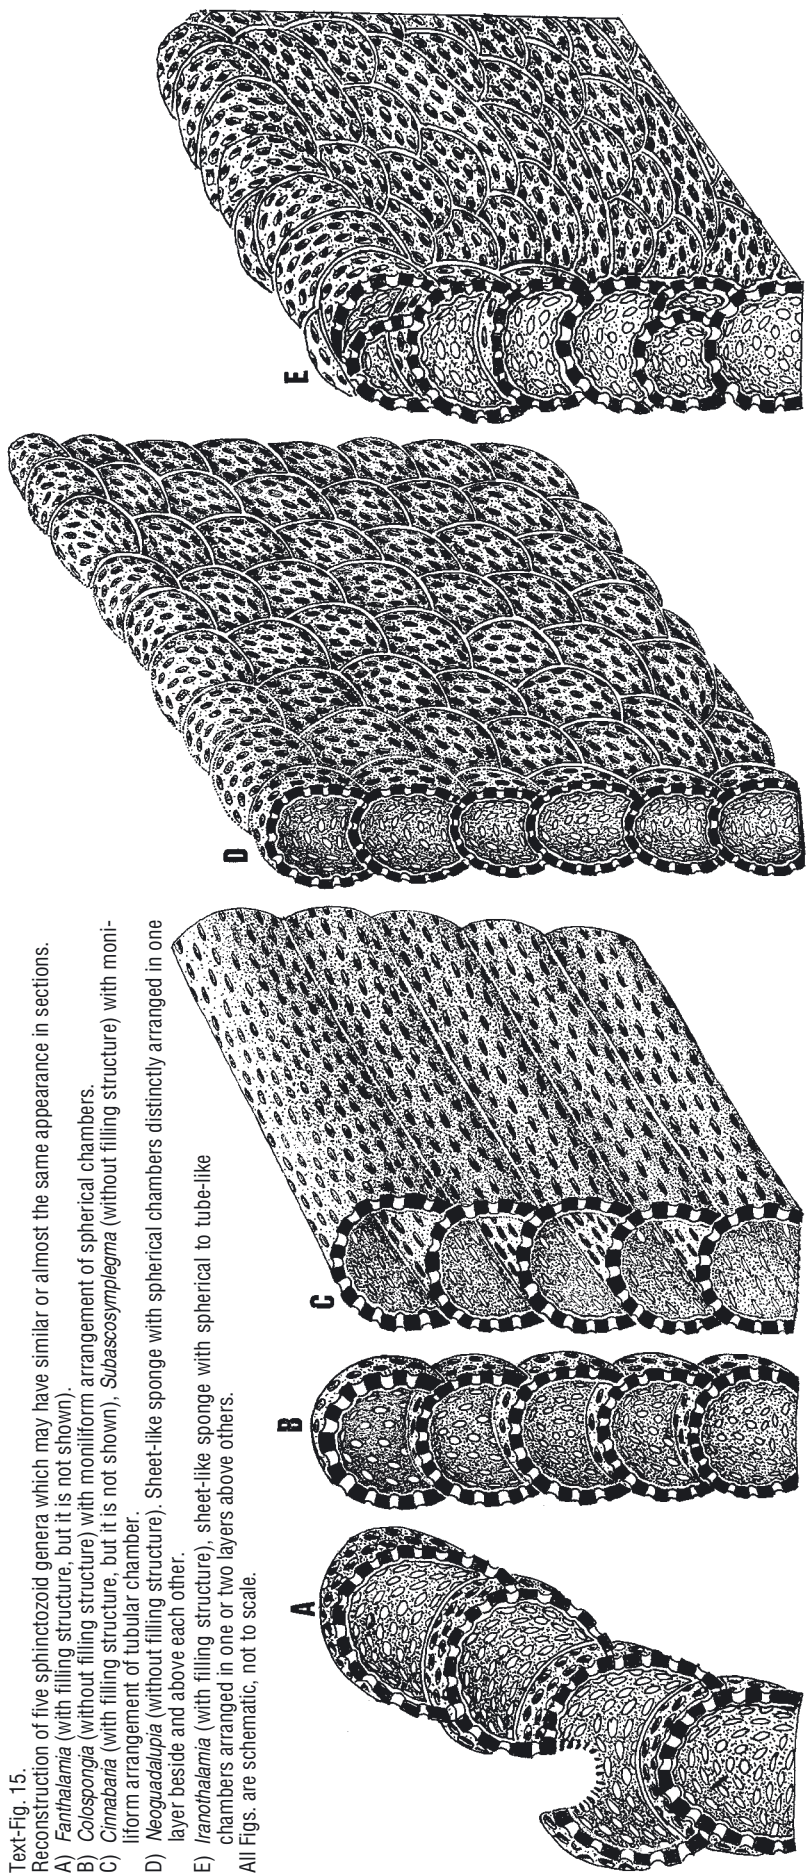 Text-Fig. 15.
Reconstruction of five sphinctozoid genera which may have similar or almost the same appearance in sections.
A) Fanthalamia (with filling structure, but it is not shown).
B) Colospongia (without filling structure) with moniliform arrangement of spherical chambers.
C) Cinnabaria (with filling structure, but it is not shown), Subascosymplegma (without filling structure) with moni-
liform arrangement of tubular chamber.
D) Neoguadalupia (without filling structure). Sheet-like sponge with spherical chambers distinctly arranged in one
layer beside and above each other.
E) Iranothalamia (with filling structure), sheet-like sponge with spherical to tube-like
chambers arranged in one or two layers above others.
All Figs. are schematic, not to scale.
A
B
C
D
E